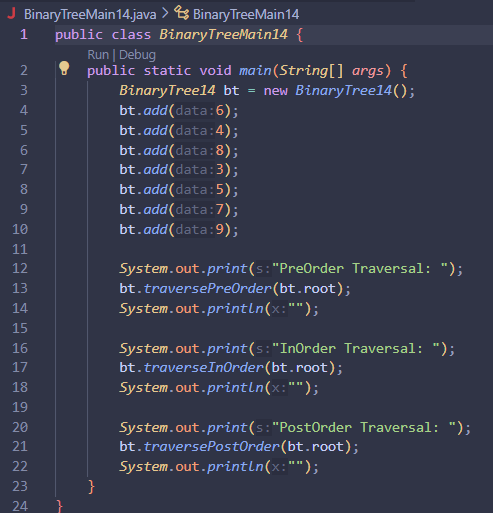 J BinaryTreeMain14.java > BinaryTreeMain14
1 public class BinaryTreeMain14 {
Run | Debug
2 public static void main(String[] args) {
3 BinaryTree14 bt = new BinaryTree14();
4 bt.add(data:6);
5 bt.add(data:4);
6 bt.add(data:8);
7 bt.add(data:3);
8 bt.add(data:5);
9 bt.add(data:7);
10 bt.add(data:9);
11
12 System.out.print(s:"PreOrder Traversal: ");
13 bt.traversePreOrder(bt.root);
14 System.out.println(x:"");
15
16 System.out.print(s:"InOrder Traversal: ");
17 bt.traverseInOrder(bt.root);
18 System.out.println(x:"");
19
20 System.out.print(s:"PostOrder Traversal: ");
21 bt.traversePostOrder(bt.root);
22 System.out.println(x:"");
23 }
24 }